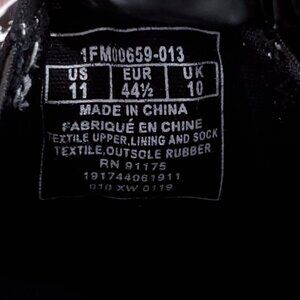 1FM00659-013
US EUR UK
11 44½ 10
MADE IN CHINA
FABRIQUÉ EN CHINE
TEXTILE UPPER, LINING AND SOCK
TEXTILE, OUTSOLE RUBBER
RN 91175
191744061911
010 XW 0119